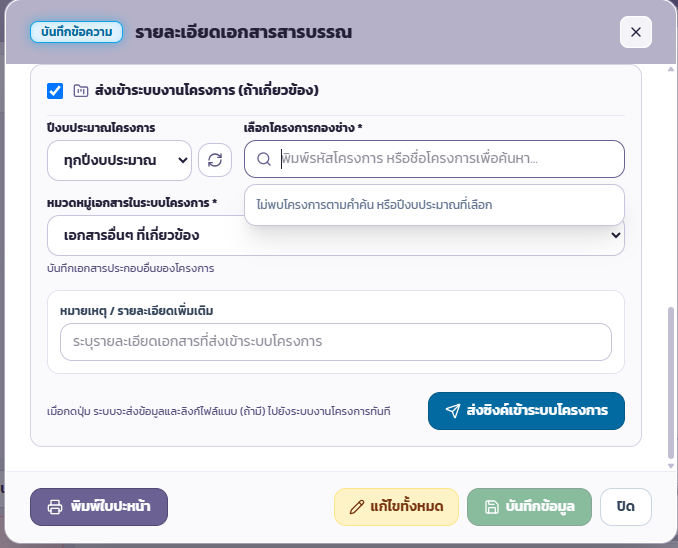 บันทึกข้อความ รายละเอียดเอกสารสารบรรณ
ส่งเข้าระบบงานโครงการ (ถ้าเกี่ยวข้อง)
ปีงบประมาณโครงการ เลือกโครงการกองช่าง *
ทุกปีงบประมาณ พิมพ์รหัสโครงการ หรือชื่อโครงการเพื่อค้นหา...
หมวดหมู่เอกสารในระบบโครงการ * ไม่พบโครงการตามคำค้น หรือปีงบประมาณที่เลือก
เอกสารอื่นๆ ที่เกี่ยวข้อง
บันทึกเอกสารประกอบอื่นของโครงการ
หมายเหตุ / รายละเอียดเพิ่มเติม
ระบุรายละเอียดเอกสารที่ส่งเข้าระบบโครงการ
เมื่อกดปุ่ม ระบบจะส่งข้อมูลและลิงก์ไฟล์แนบ (ถ้ามี) ไปยังระบบงานโครงการทันที ส่งซิงค์เข้าระบบโครงการ
พิมพ์ใบปะหน้า แก้ไขทั้งหมด บันทึกข้อมูล ปิด